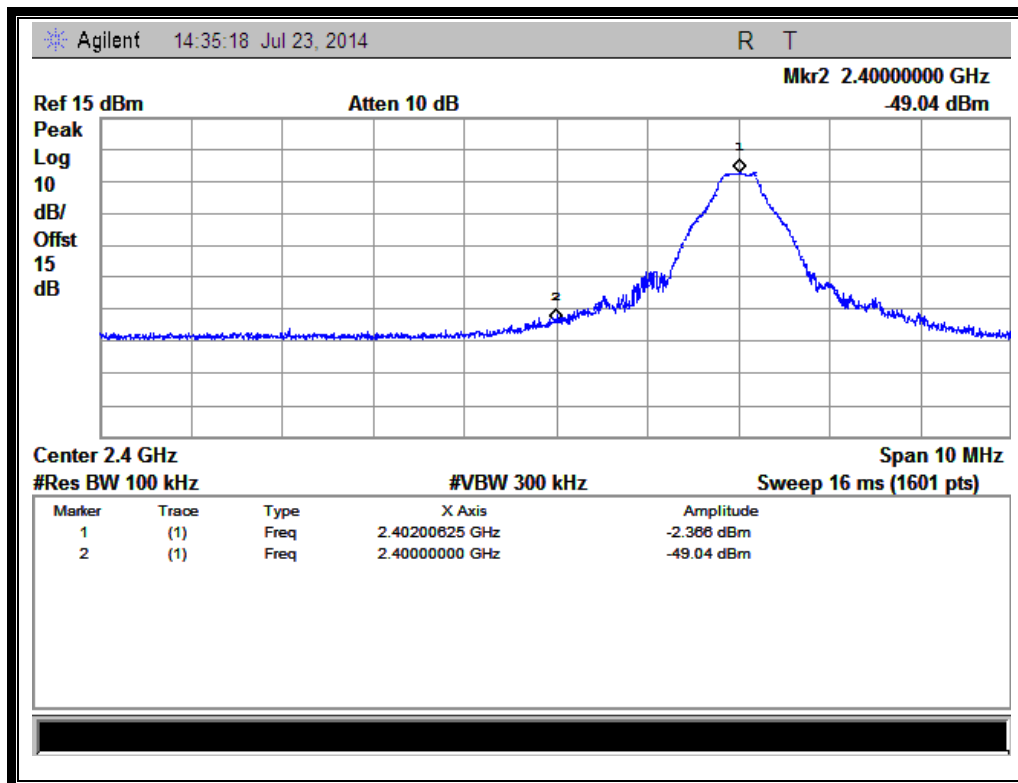 Agilent 14:35:18 Jul 23, 2014 R T
Mkr2 2.40000000 GHz
Ref 15 dBm Atten 10 dB -49.04 dBm
Peak
Log
10
dB/
Offst
15
dB
1
2
Center 2.4 GHz Span 10 MHz
#Res BW 100 kHz #VBW 300 kHz Sweep 16 ms (1601 pts)
Marker Trace Type X Axis Amplitude
1 (1) Freq 2.40200625 GHz -2.366 dBm
2 (1) Freq 2.40000000 GHz -49.04 dBm